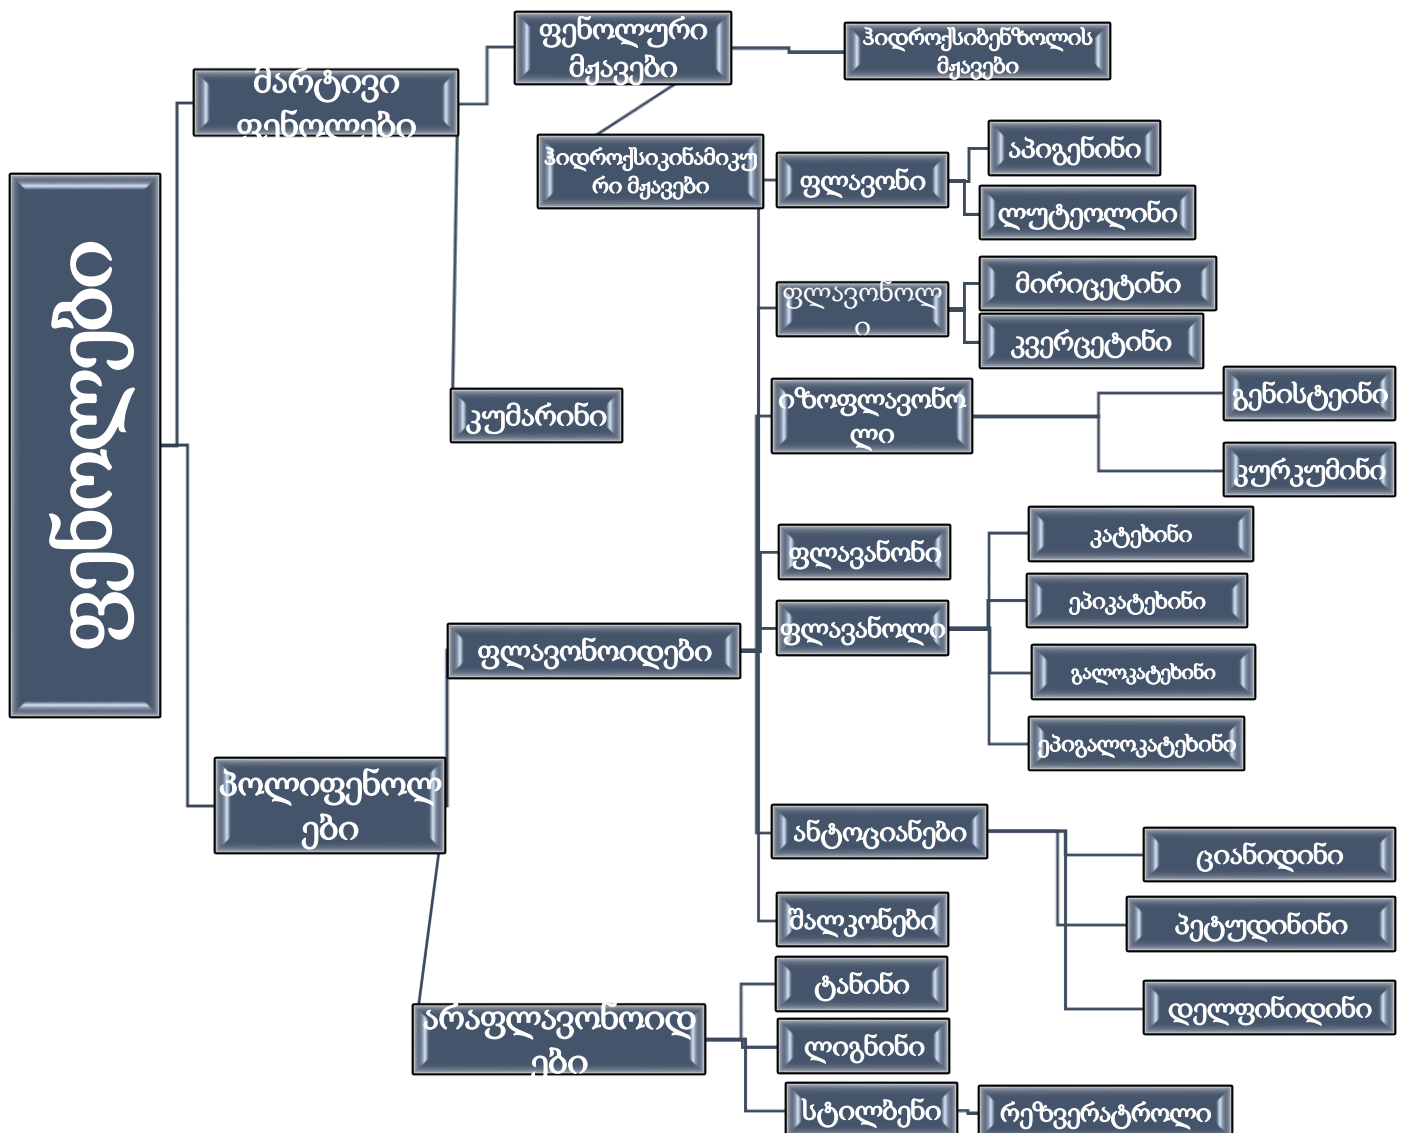 ფენოლები
მარტივი
ფენოლები
ფენოლური
მჟავები
ჰიდროქსიბენზოლის
მჟავები
ჰიდროქსიკინამიკუ
რი მჟავები
კუმარინი
პოლიფენოლ
ები
ფლავონოიდები
ფლავონი
აპიგენინი
ლუტეოლინი
ფლავონოლ
ი
მირიცეტინი
კვერცეტინი
იზოფლავონო
ლი
გენისტეინი
კურკუმინი
ფლავანონი
ფლავანოლი
კატეხინი
ეპიკატეხინი
გალოკატეხინი
ეპიგალოკატეხინი
ანტოციანები
ციანიდინი
პეტუდინინი
დელფინიდინი
შალკონები
არაფლავონოიდ
ები
ტანინი
ლიგნინი
სტილბენი
რეზვერატროლი